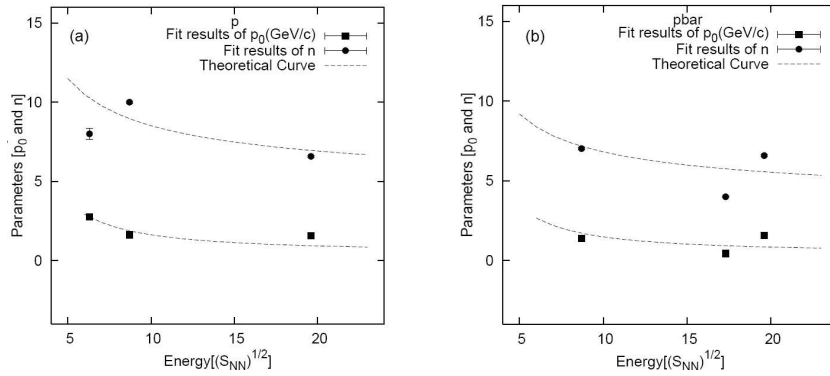 p
(a)
Fit results of p0(GeV/c)
Fit results of n
Theoretical Curve
15
10
5
0
Parameters [p0 and n]
5
10
15
20
Energy[(SNN)1/2]
pbar
(b)
Fit results of p0(GeV/c)
Fit results of n
Theoretical Curve
15
10
5
0
Parameters [p0 and n]
5
10
15
20
Energy[(SNN)1/2]